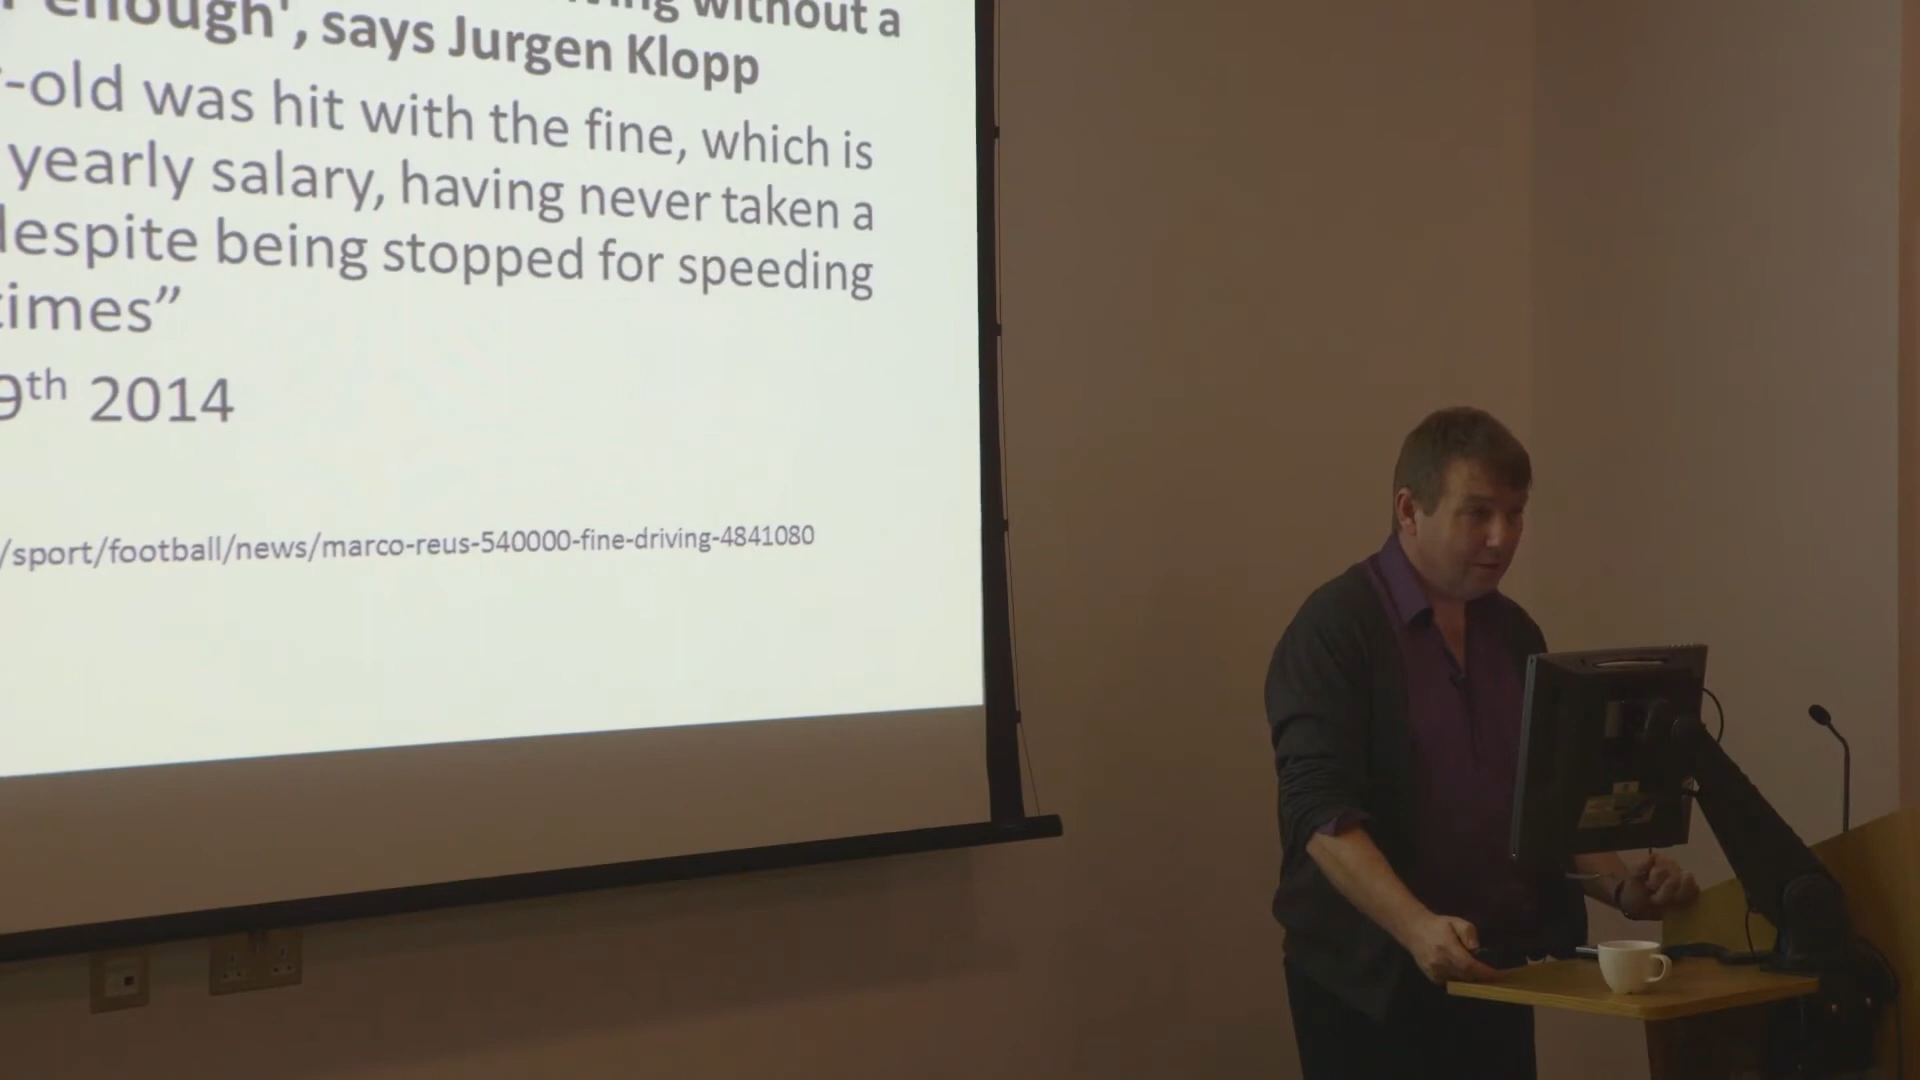 without a
enough', says Jurgen Klopp
-old was hit with the fine, which is
yearly salary, having never taken a
despite being stopped for speeding
times”
9th 2014
/sport/football/news/marco-reus-540000-fine-driving-4841080